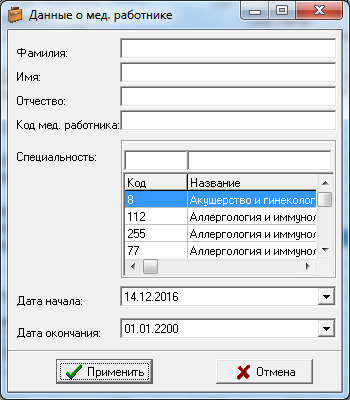 Данные о мед. работнике
Фамилия:
Имя:
Отчество:
Код мед. работника:
Специальность:
Код Название
8 Акушерство и гинеколог
112 Аллергология и иммунол
255 Аллергология и иммунол
77 Аллергология и иммунол
Дата начала: 14.12.2016
Дата окончания: 01.01.2200
Применить Отмена